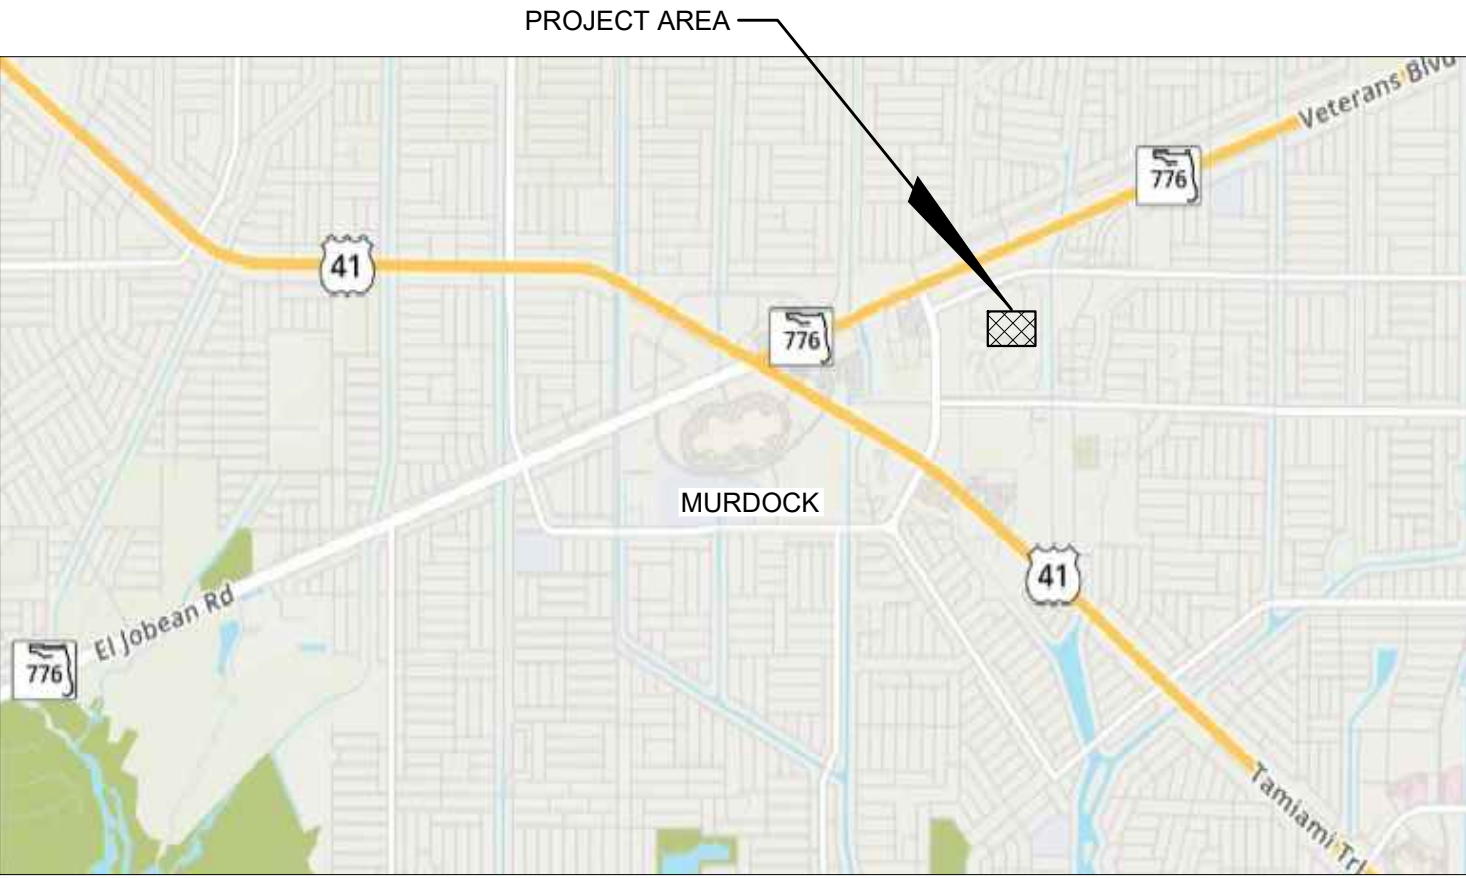 PROJECT AREA
Veterans Blvd
776
41
776
MURDOCK
41
El Jobean Rd
776
Tamiami Trl